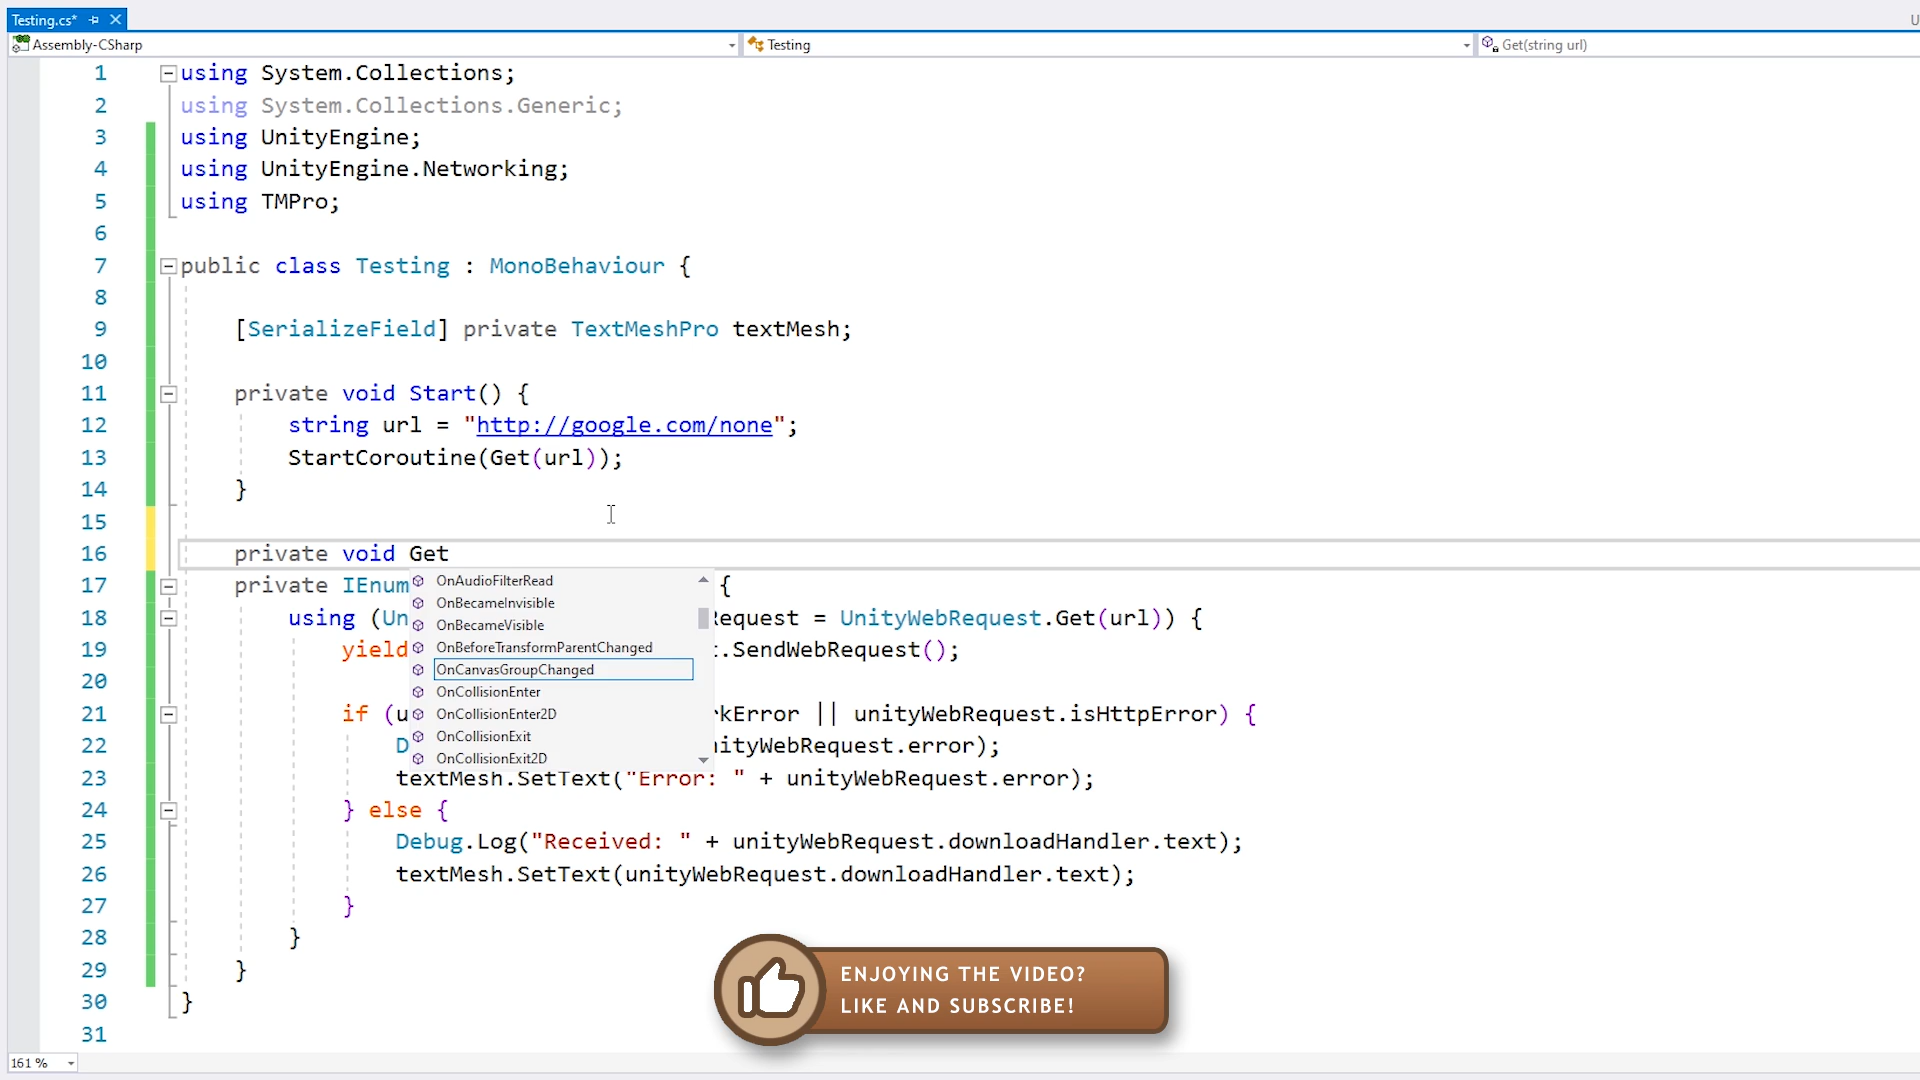 Testing.cs*
U
Assembly-CSharp
Testing
Get(string url)
1 using System.Collections;
2 using System.Collections.Generic;
3 using UnityEngine;
4 using UnityEngine.Networking;
5 using TMPro;
6
7 public class Testing : MonoBehaviour {
8
9 [SerializeField] private TextMeshPro textMesh;
10
11 private void Start() {
12 string url = "http://google.com/none";
13 StartCoroutine(Get(url));
14 }
15
16 private void Get
17 private IEnum {
18 using (Un Request = UnityWebRequest.Get(url)) {
19 yield .SendWebRequest();
20
21 if (u kError || unityWebRequest.isHttpError) {
22 D nityWebRequest.error);
23 textMesh.SetText("Error: " + unityWebRequest.error);
24 } else {
25 Debug.Log("Received: " + unityWebRequest.downloadHandler.text);
26 textMesh.SetText(unityWebRequest.downloadHandler.text);
27 }
28 }
29 }
30 }
31
OnAudioFilterRead
OnBecameInvisible
OnBecameVisible
OnBeforeTransformParentChanged
OnCanvasGroupChanged
OnCollisionEnter
OnCollisionEnter2D
OnCollisionExit
OnCollisionExit2D
ENJOYING THE VIDEO?
LIKE AND SUBSCRIBE!
161 %